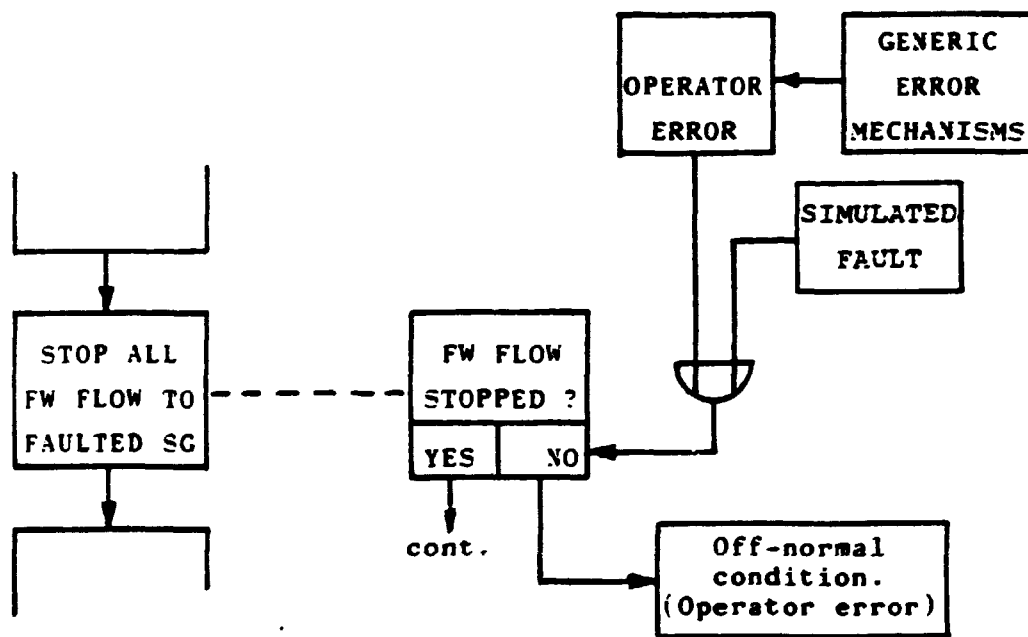 OPERATOR
ERROR
GENERIC
ERROR
MECHANISMS
SIMULATED
FAULT
STOP ALL
FW FLOW TO
FAULTED SG
FW FLOW
STOPPED ?
YES
NO
cont.
Off-normal
condition.
(Operator error)